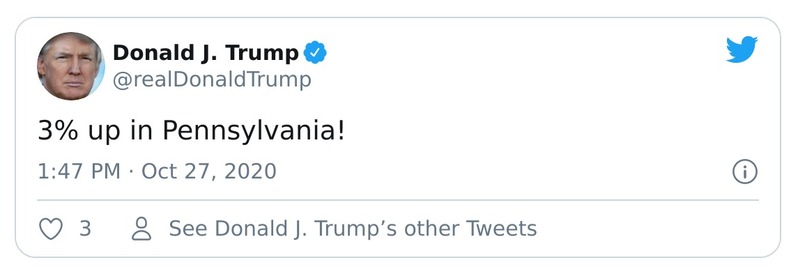 Donald J. Trump
@realDonaldTrump
3% up in Pennsylvania!
1:47 PM · Oct 27, 2020
3 See Donald J. Trump’s other Tweets